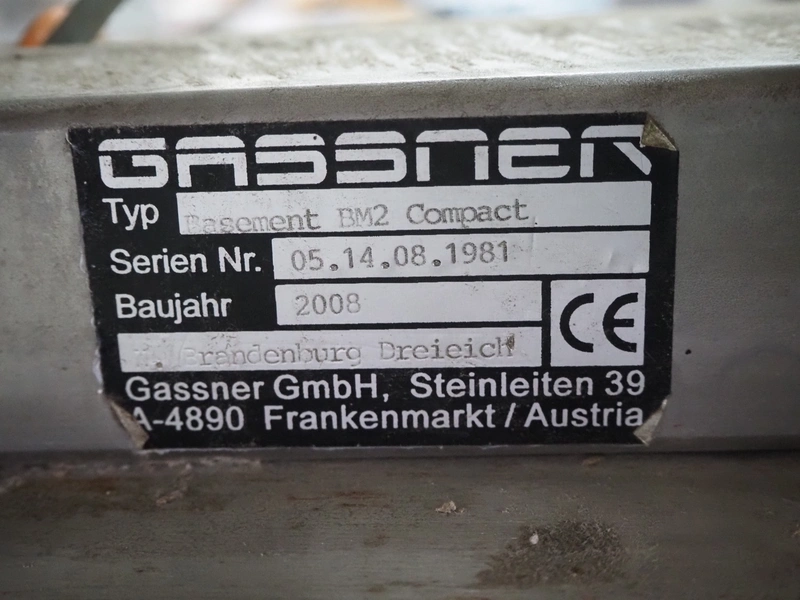 GASSNER
Typ Basement BM2 Compact
Serien Nr. 05.14.08.1981
Baujahr 2008
CE
Brandenburg Dreieich
Gassner GmbH, Steinleiten 39
A-4890 Frankenmarkt / Austria